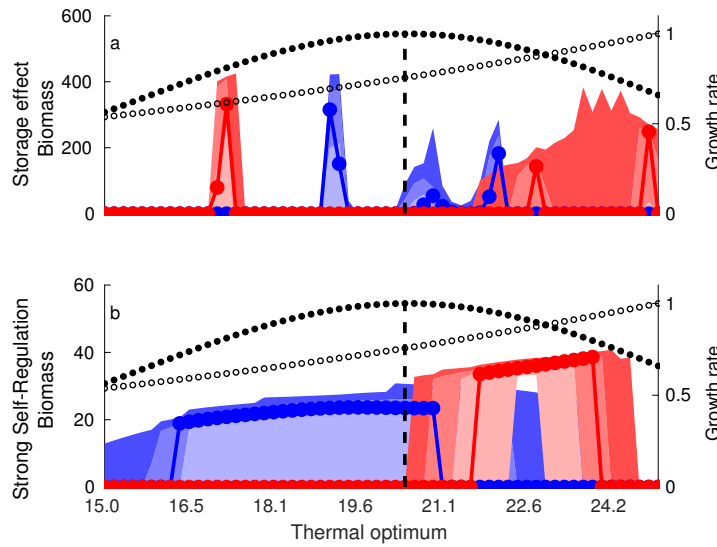 600
400
200
0
a
Storage effect
Biomass
1
0.5
0
Growth rate
60
40
20
0
b
Strong Self-Regulation
Biomass
1
0.5
0
Growth rate
15.0 16.5 18.1 19.6 21.1 22.6 24.2
Thermal optimum